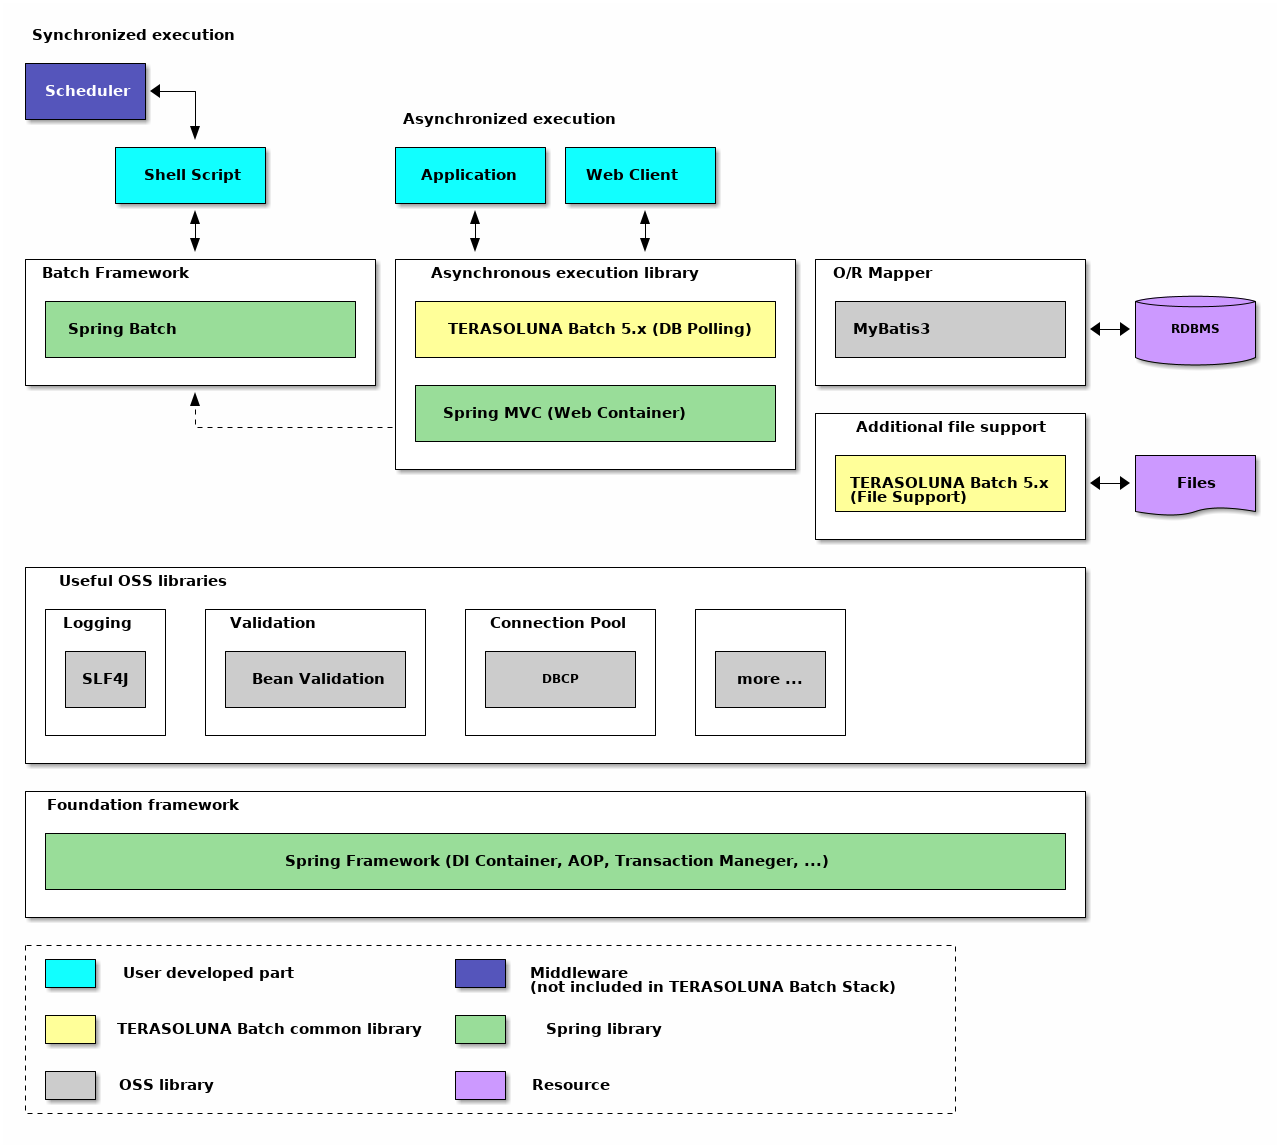 Synchronized execution
Scheduler
Asynchronized execution
Shell Script
Application
Web Client
Batch Framework
Spring Batch
Asynchronous execution library
TERASOLUNA Batch 5.x (DB Polling)
Spring MVC (Web Container)
O/R Mapper
MyBatis3
RDBMS
Additional file support
TERASOLUNA Batch 5.x
(File Support)
Files
Useful OSS libraries
Logging
SLF4J
Validation
Bean Validation
Connection Pool
DBCP
more ...
Foundation framework
Spring Framework (DI Container, AOP, Transaction Maneger, ...)
User developed part
Middleware
(not included in TERASOLUNA Batch Stack)
TERASOLUNA Batch common library
Spring library
OSS library
Resource